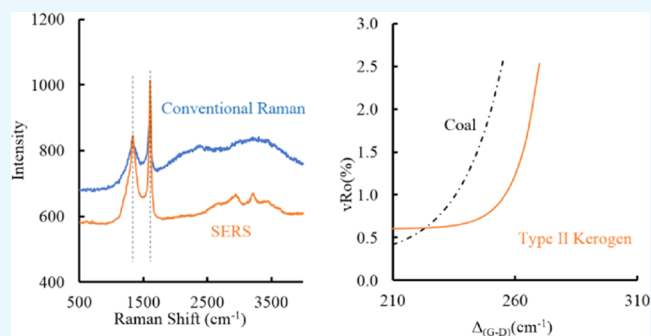 1200
1000
800
600
400
Intensity
Conventional Raman
SERS
500
1500
2500
3500
Raman Shift (cm⁻¹)
3.0
2.5
2.0
1.5
1.0
0.5
0.0
vRo(%)
Coal
Type II Kerogen
210
260
310
Δ(G-D)(cm⁻¹)